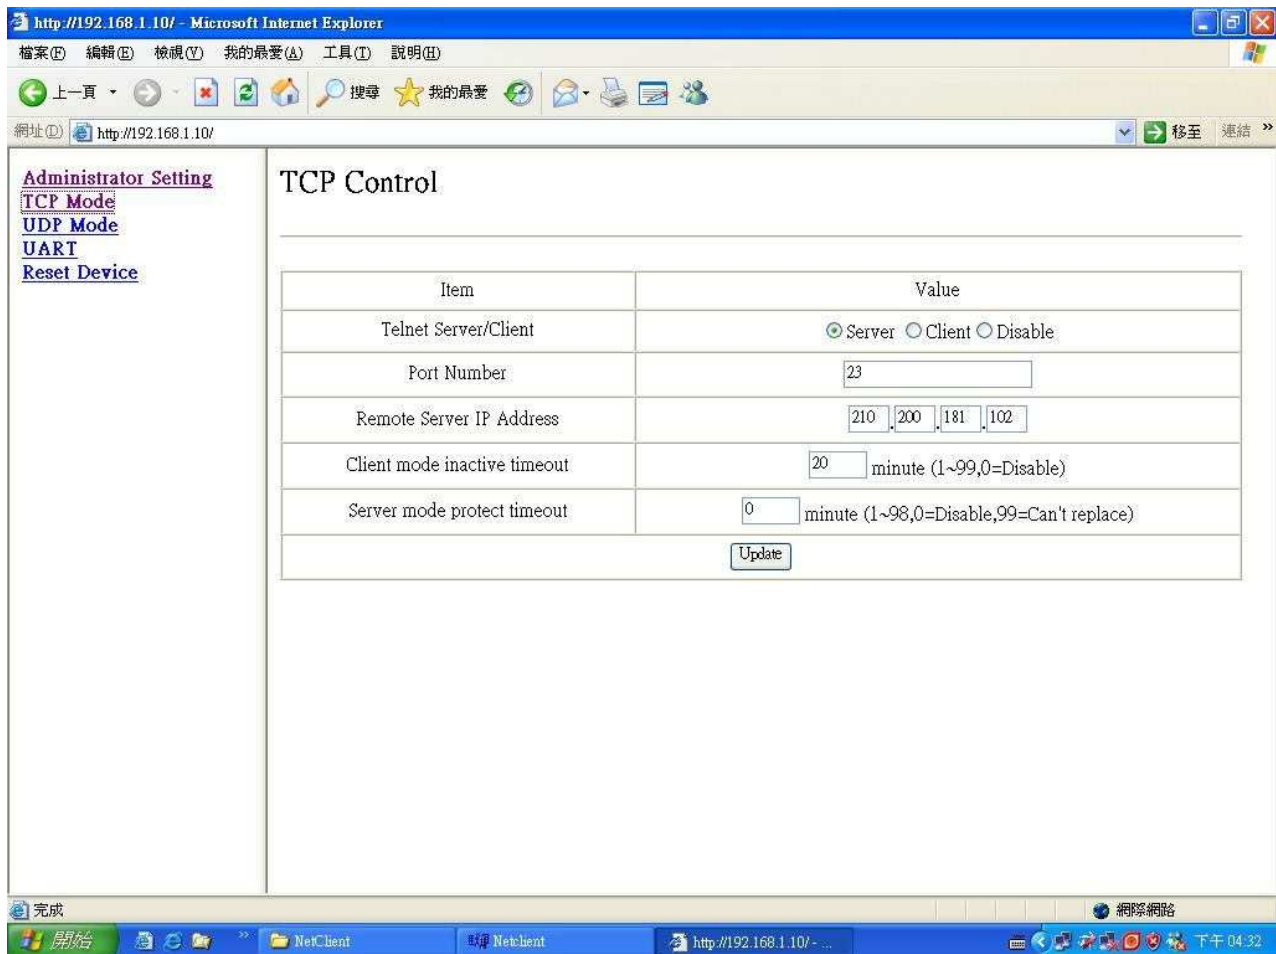 http://192.168.1.10/ - Microsoft Internet Explorer
檔案(F) 編輯(E) 檢視(V) 我的最愛(A) 工具(T) 說明(H)
上一頁 搜尋 我的最愛
網址(D) http://192.168.1.10/ 移至 連結 »
Administrator Setting
TCP Mode
UDP Mode
UART
Reset Device
TCP Control
Item Value
Telnet Server/Client Server Client Disable
Port Number 23
Remote Server IP Address 210 . 200 . 181 . 102
Client mode inactive timeout 20 minute (1~99,0=Disable)
Server mode protect timeout 0 minute (1~98,0=Disable,99=Can't replace)
Update
完成 網際網路
開始 » NetClient Netclient http://192.168.1.10/ - ... 下午 04:32